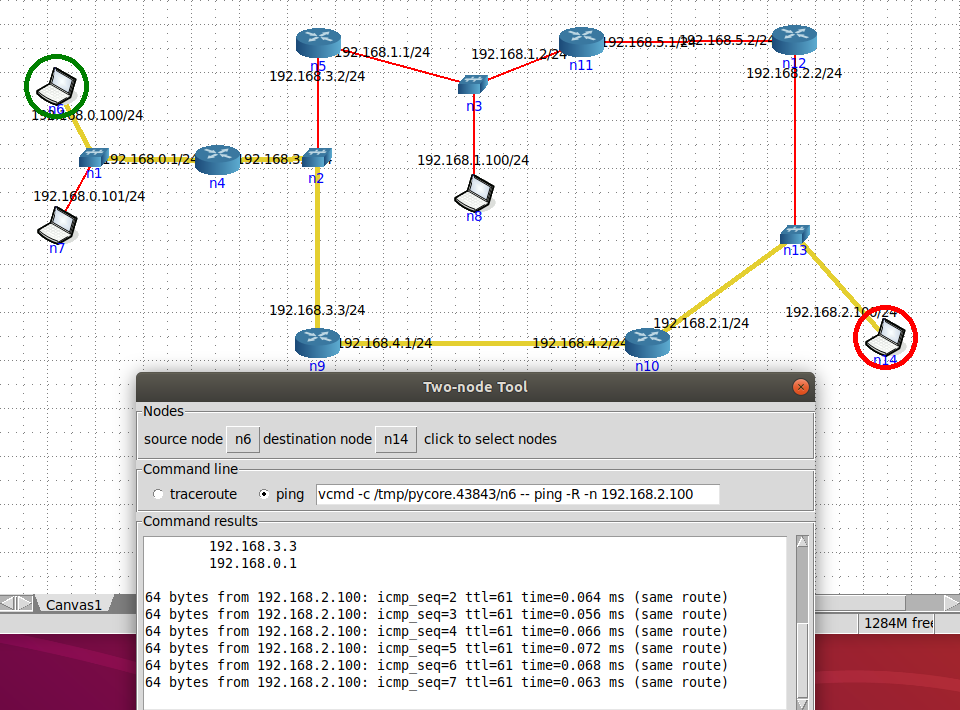 192.168.1.1/24
192.168.1.2/24
192.168.5.1/24
192.168.5.2/24
n5
n11
n12
192.168.3.2/24
192.168.2.2/24
n6
n3
192.168.0.100/24
192.168.0.1/24
192.168.3.
n1
n4
n2
192.168.1.100/24
192.168.0.101/24
n8
n7
n13
192.168.3.3/24
192.168.2.100/24
192.168.2.1/24
192.168.4.1/24
192.168.4.2/24
n14
n9
n10
Two-node Tool
Nodes
source node n6 destination node n14 click to select nodes
Command line
traceroute ping vcmd -c /tmp/pycore.43843/n6 -- ping -R -n 192.168.2.100
Command results
192.168.3.3
192.168.0.1
64 bytes from 192.168.2.100: icmp_seq=2 ttl=61 time=0.064 ms (same route)
64 bytes from 192.168.2.100: icmp_seq=3 ttl=61 time=0.056 ms (same route)
64 bytes from 192.168.2.100: icmp_seq=4 ttl=61 time=0.066 ms (same route)
64 bytes from 192.168.2.100: icmp_seq=5 ttl=61 time=0.072 ms (same route)
64 bytes from 192.168.2.100: icmp_seq=6 ttl=61 time=0.068 ms (same route)
64 bytes from 192.168.2.100: icmp_seq=7 ttl=61 time=0.063 ms (same route)
Canvas1
1284M free